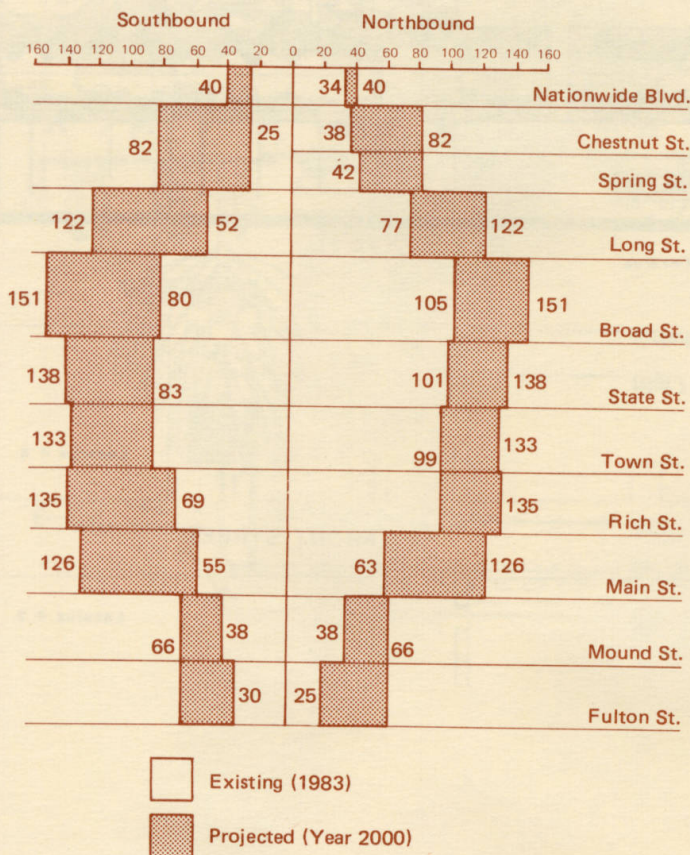 Southbound Northbound
160 140 120 100 80 60 40 20 0 20 40 60 80 100 120 140 160
40 34 40
Nationwide Blvd.
82 25 38 82
Chestnut St.
42
Spring St.
122 52 77 122
Long St.
151 80 105 151
Broad St.
138 83 101 138
State St.
133 99 133
Town St.
135 69 135
Rich St.
126 55 63 126
Main St.
66 38 38 66
Mound St.
30 25
Fulton St.
Existing (1983)
Projected (Year 2000)